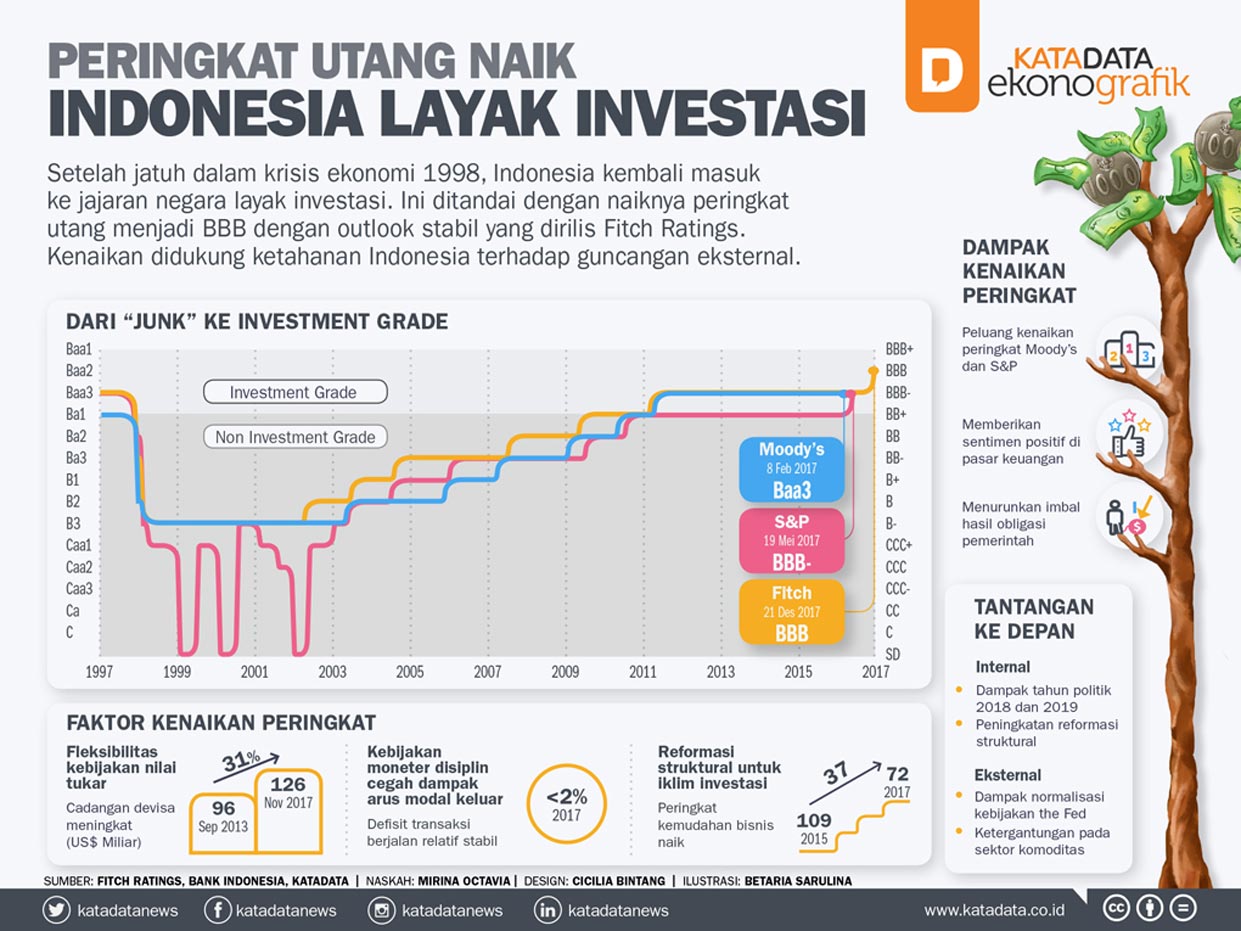 PERINGKAT UTANG NAIK
INDONESIA LAYAK INVESTASI
D
KATADATA
ekonografik
Setelah jatuh dalam krisis ekonomi 1998, Indonesia kembali masuk
ke jajaran negara layak investasi. Ini ditandai dengan naiknya peringkat
utang menjadi BBB dengan outlook stabil yang dirilis Fitch Ratings.
Kenaikan didukung ketahanan Indonesia terhadap guncangan eksternal.
1000
100
DARI “JUNK” KE INVESTMENT GRADE
Baa1
Baa2
Baa3
Ba1
Ba2
Ba3
B1
B2
B3
Caa1
Caa2
Caa3
Ca
C
Investment Grade
Non Investment Grade
Moody’s
8 Feb 2017
Baa3
S&P
19 Mei 2017
BBB-
Fitch
21 Des 2017
BBB
BBB+
BBB
BBB-
BB+
BB
BB-
B+
B
B-
CCC+
CCC
CCC-
CC
C
SD
1997 1999 2001 2003 2005 2007 2009 2011 2013 2015 2017
DAMPAK
KENAIKAN
PERINGKAT
Peluang kenaikan
peringkat Moody’s
dan S&P
2 1 3
Memberikan
sentimen positif di
pasar keuangan
Menurunkan imbal
hasil obligasi
pemerintah
$
TANTANGAN
KE DEPAN
Internal
• Dampak tahun politik
2018 dan 2019
• Peningkatan reformasi
struktural
Eksternal
• Dampak normalisasi
kebijakan the Fed
• Ketergantungan pada
sektor komoditas
FAKTOR KENAIKAN PERINGKAT
Fleksibilitas
kebijakan nilai
tukar
Cadangan devisa
meningkat
(US$ Miliar)
31%
96
Sep 2013
126
Nov 2017
Kebijakan
moneter disiplin
cegah dampak
arus modal keluar
Defisit transaksi
berjalan relatif stabil
<2%
2017
Reformasi
struktural untuk
iklim investasi
Peringkat
kemudahan bisnis
naik
37
109
2015
72
2017
SUMBER: FITCH RATINGS, BANK INDONESIA, KATADATA | NASKAH: MIRINA OCTAVIA | DESIGN: CICILIA BINTANG | ILUSTRASI: BETARIA SARULINA
katadatanews
f katadatanews
katadatanews
in katadatanews
www.katadata.co.id
cc